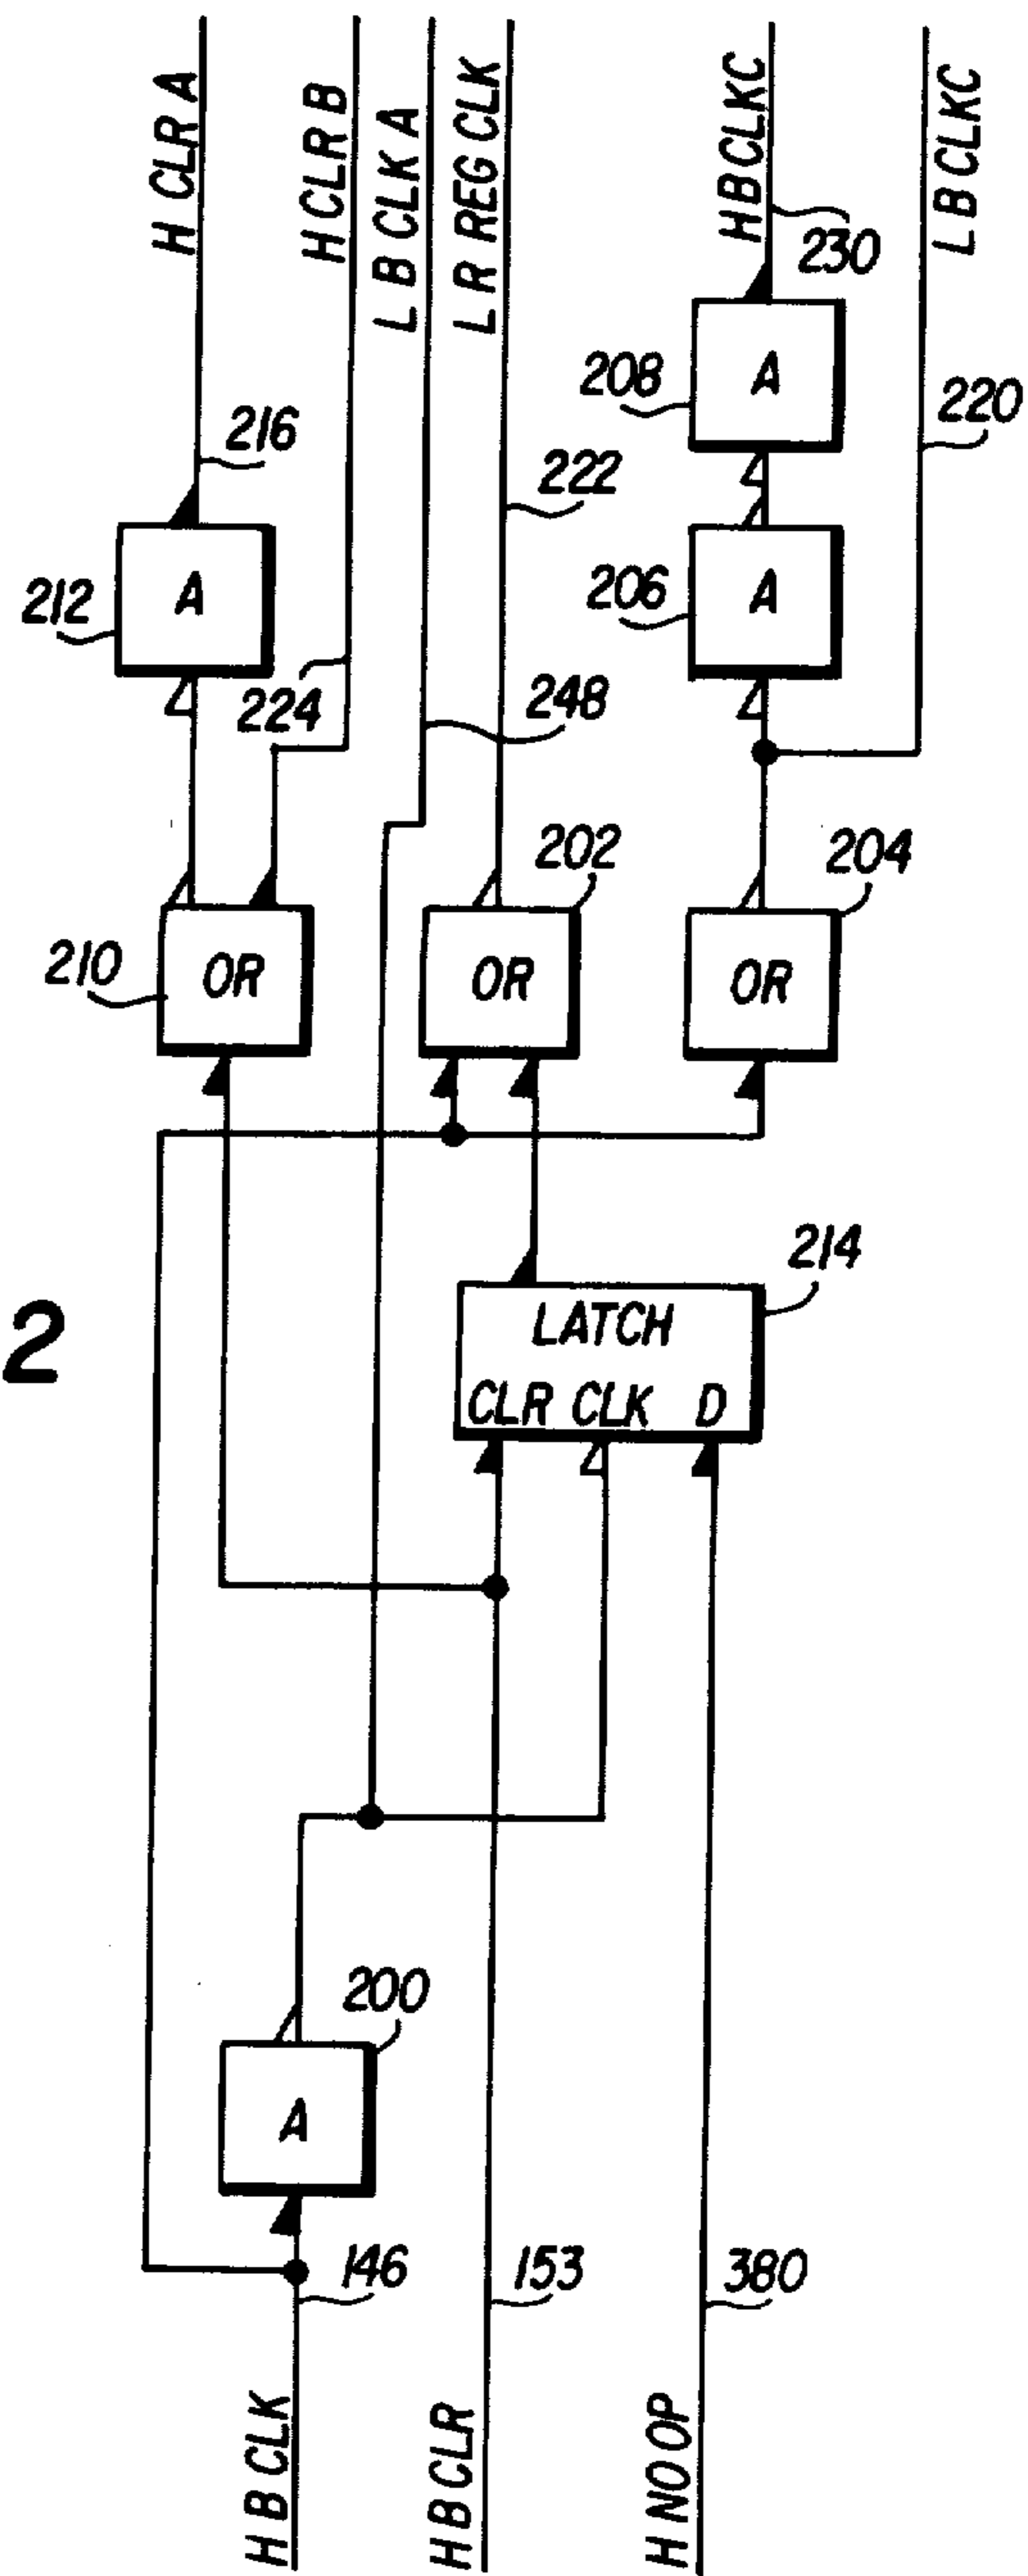 H CLR A
H CLR B
L B CLK A
L R REG CLK
H B CLKC
L B CLKC
230
208
A
220
216
222
212
A
206
A
224
248
202
204
210
OR
OR
OR
214
LATCH
CLR CLK D
2
200
A
146
153
380
H B CLK
H B CLR
H NO OP